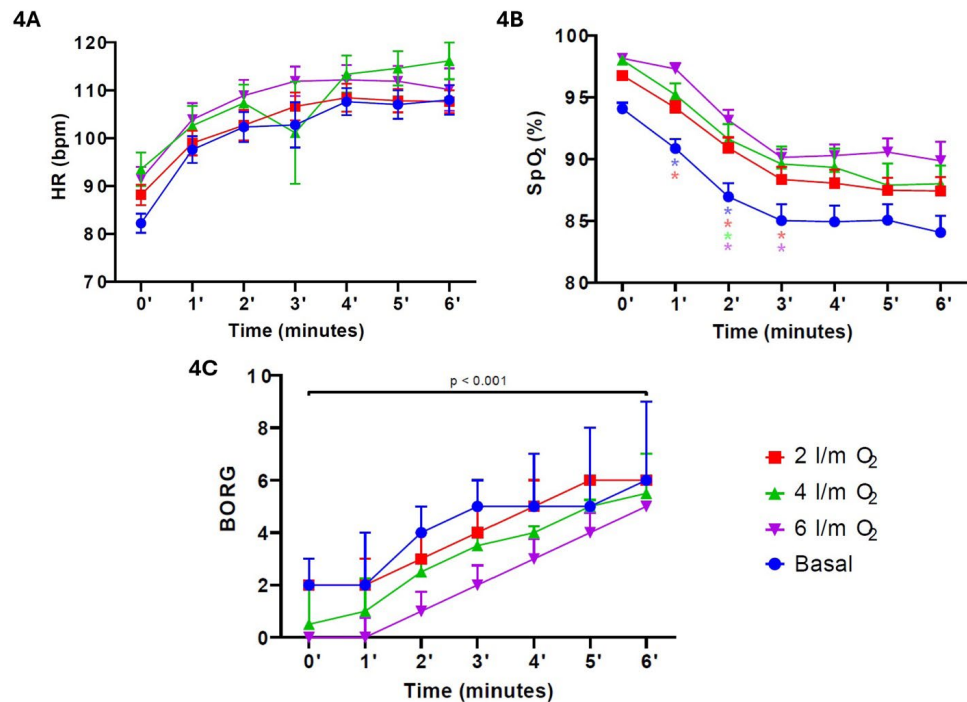 4A
HR (bpm)
120
110
100
90
80
70
0' 1' 2' 3' 4' 5' 6'
Time (minutes)
4B
SpO2 (%)
100
95
90
85
80
*
*
*
*
*
*
*
*
0' 1' 2' 3' 4' 5' 6'
Time (minutes)
4C
BORG
10
8
6
4
2
0
p < 0.001
0' 1' 2' 3' 4' 5' 6'
Time (minutes)
2 l/m O2
4 l/m O2
6 l/m O2
Basal